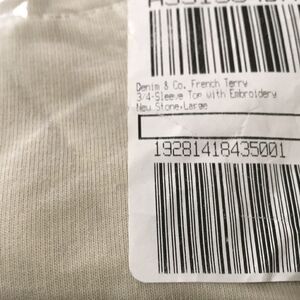 Denim & Co. French Terry
3/4-Sleeve Top with Embroidery
New Stone,Large
19281418435001